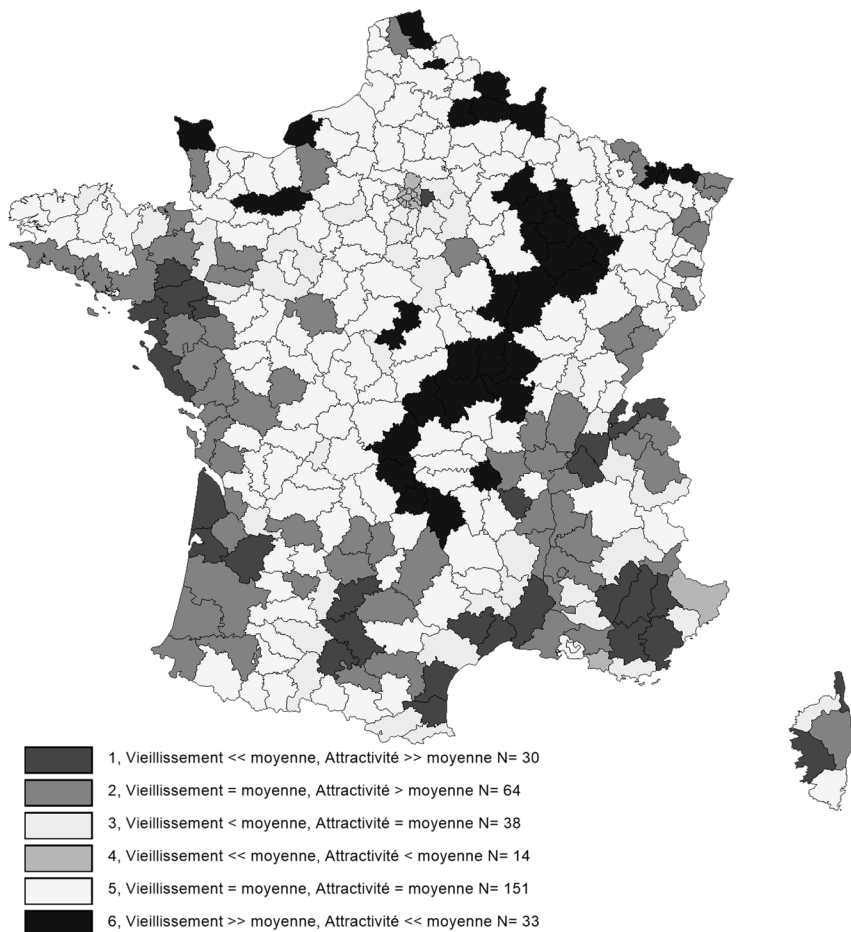 1, Vieillissement << moyenne, Attractivité >> moyenne N= 30
2, Vieillissement = moyenne, Attractivité > moyenne N= 64
3, Vieillissement < moyenne, Attractivité = moyenne N= 38
4, Vieillissement << moyenne, Attractivité < moyenne N= 14
5, Vieillissement = moyenne, Attractivité = moyenne N= 151
6, Vieillissement >> moyenne, Attractivité << moyenne N= 33